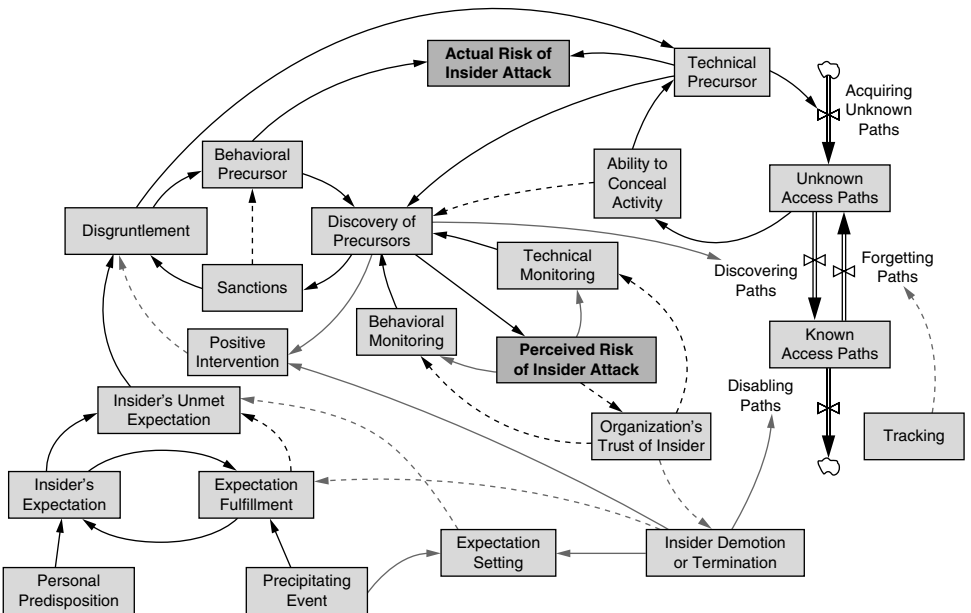 Actual Risk of
Insider Attack
Technical
Precursor
Acquiring
Unknown
Paths
Behavioral
Precursor
Ability to
Conceal
Activity
Unknown
Access Paths
Disgruntlement
Discovery of
Precursors
Technical
Monitoring
Discovering
Paths
Forgetting
Paths
Sanctions
Positive
Intervention
Behavioral
Monitoring
Perceived Risk
of Insider Attack
Known
Access Paths
Disabling
Paths
Insider's Unmet
Expectation
Organization's
Trust of Insider
Tracking
Insider's
Expectation
Expectation
Fulfillment
Expectation
Setting
Insider Demotion
or Termination
Personal
Predisposition
Precipitating
Event